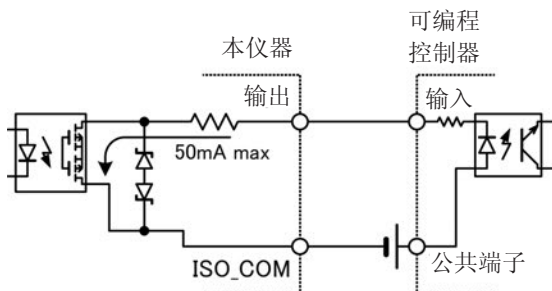 本仪器
可编程
控制器
输出
输入
50mA max
ISO_COM
公共端子